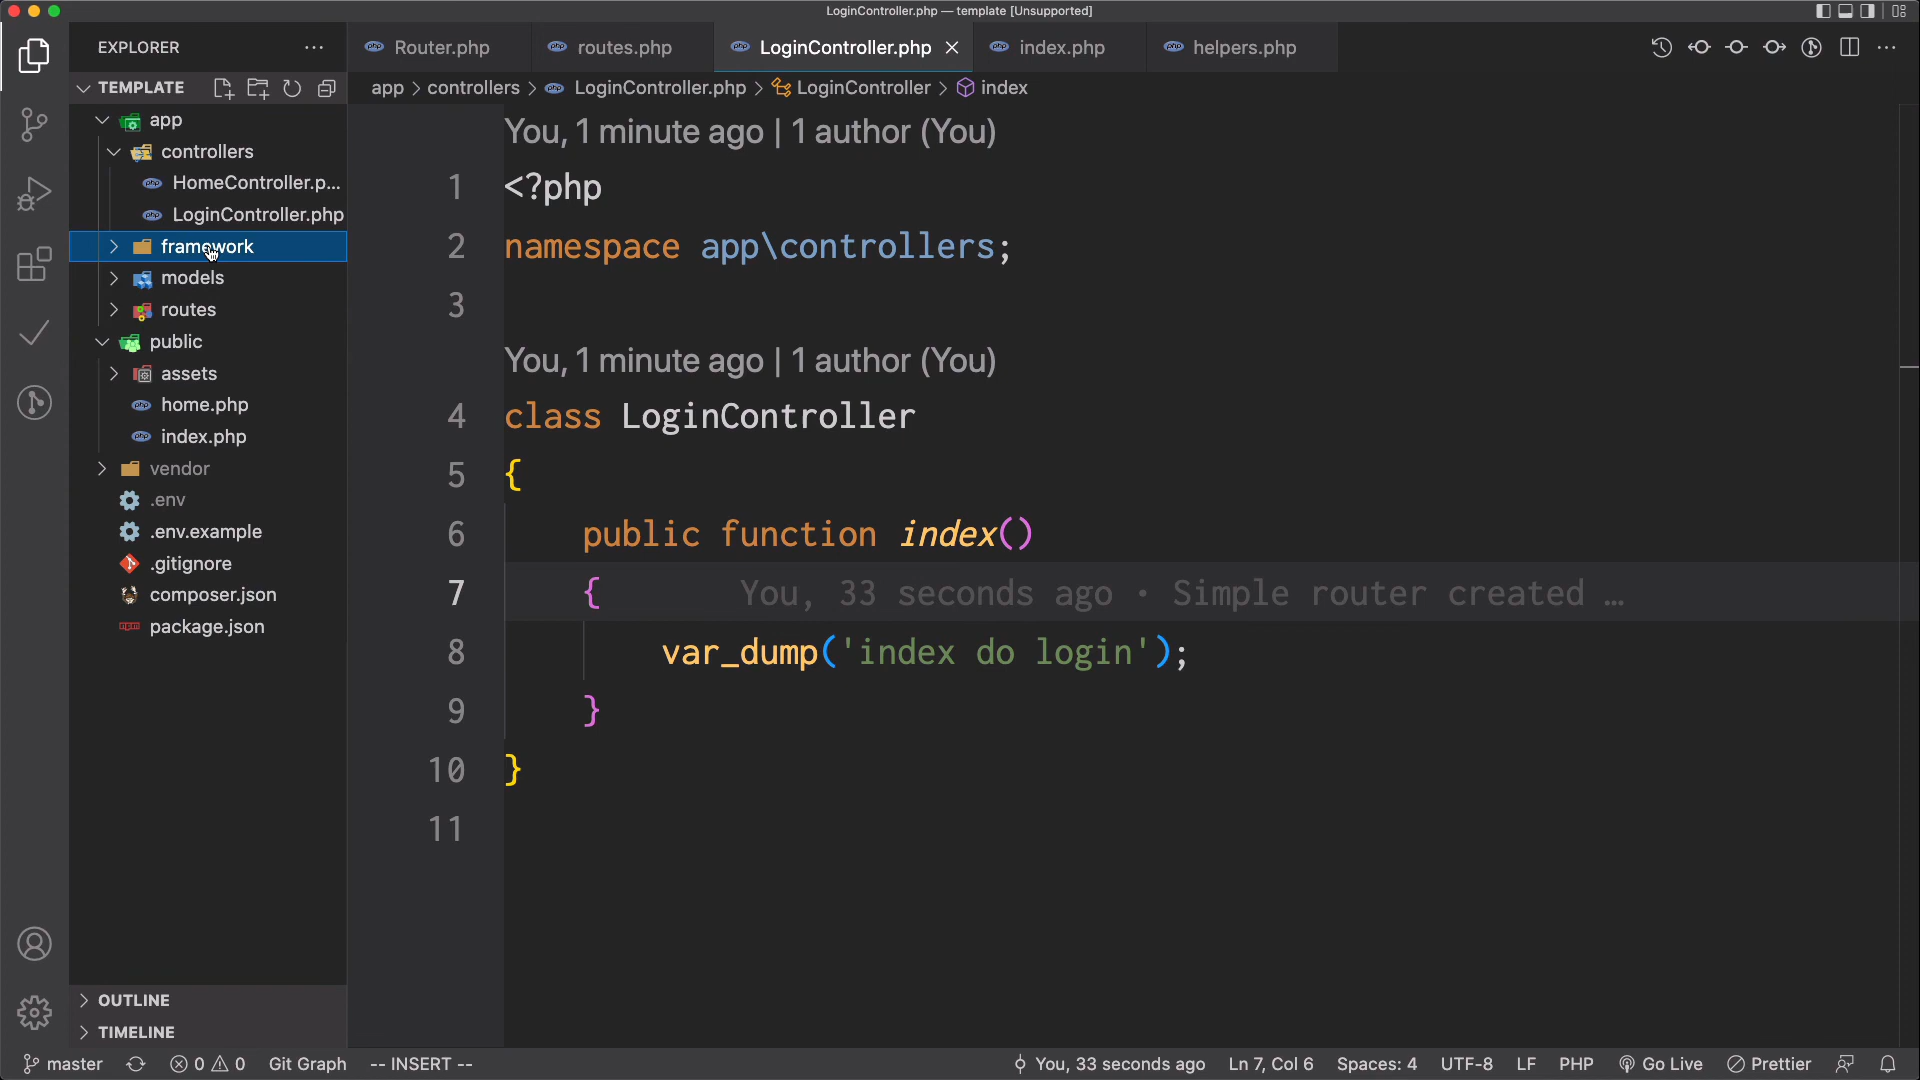 LoginController.php — template [Unsupported]
EXPLORER
Router.php
routes.php
LoginController.php
index.php
helpers.php
TEMPLATE
app > controllers > LoginController.php > LoginController > index
app
controllers
HomeController.p...
LoginController.php
framework
models
routes
public
assets
home.php
index.php
vendor
.env
.env.example
.gitignore
composer.json
package.json
OUTLINE
TIMELINE
You, 1 minute ago | 1 author (You)
1 <?php
2 namespace app\controllers;
3
You, 1 minute ago | 1 author (You)
4 class LoginController
5 {
6 public function index()
7 { You, 33 seconds ago • Simple router created …
8 var_dump('index do login');
9 }
10 }
11
master 0 0 Git Graph -- INSERT -- You, 33 seconds ago Ln 7, Col 6 Spaces: 4 UTF-8 LF PHP Go Live Prettier